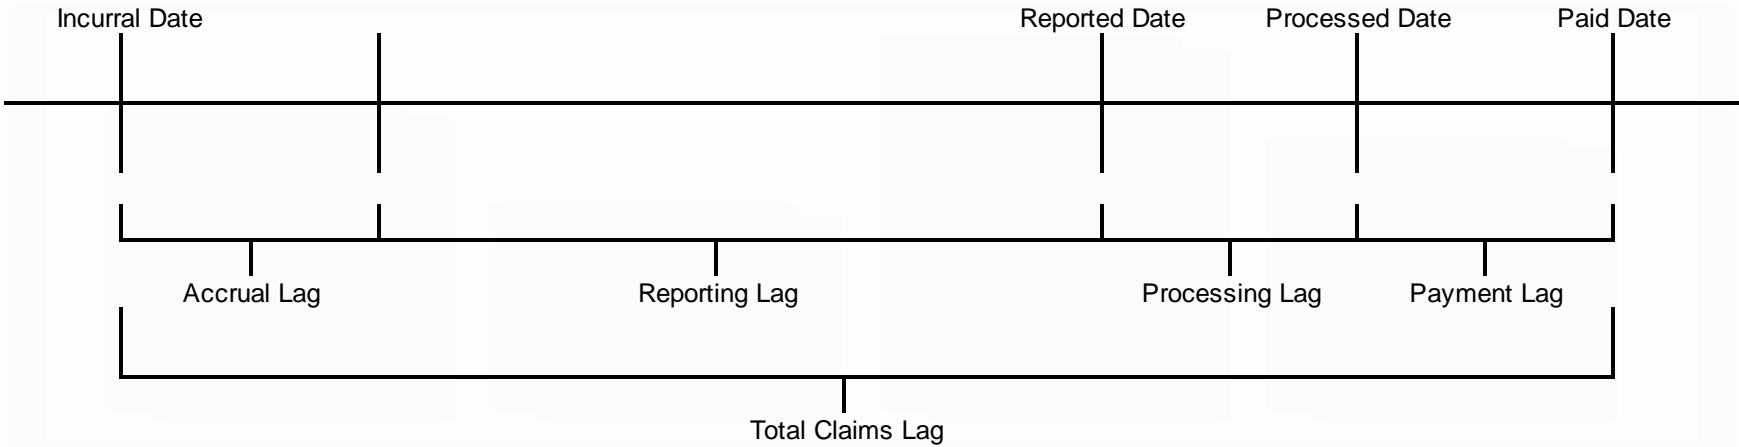 Incurral Date Reported Date Processed Date Paid Date
Accrual Lag Reporting Lag Processing Lag Payment Lag
Total Claims Lag